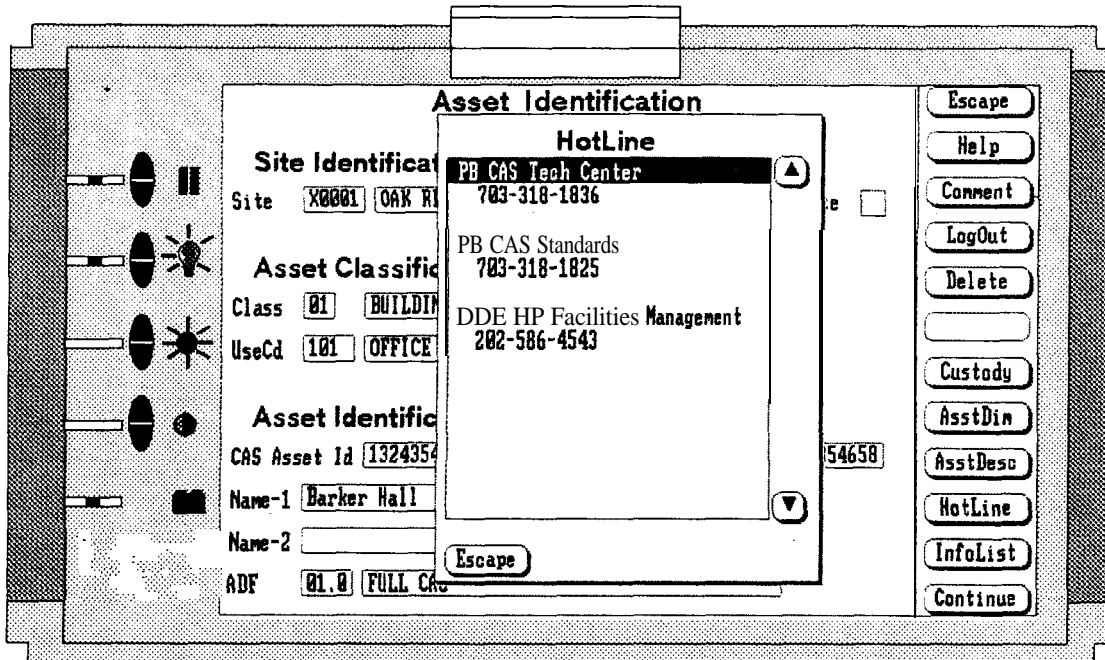 Asset Identification
HotLine
PB CAS Tech Center
703-318-1836
PB CAS Standards
703-318-1825
DDE HP Facilities Management
202-586-4543
Escape
Site Identificat
Site X0001 OAK RI e
Asset Classific
Class 01 BUILDIN
UseCd 101 OFFICE
Asset Identific
CAS Asset Id 1324354 54658
Name-1 Barker Hall
Name-2
ADF 01.0 FULL CAS
Escape
Help
Comment
LogOut
Delete
Custody
AsstDim
AsstDesc
HotLine
InfoList
Continue